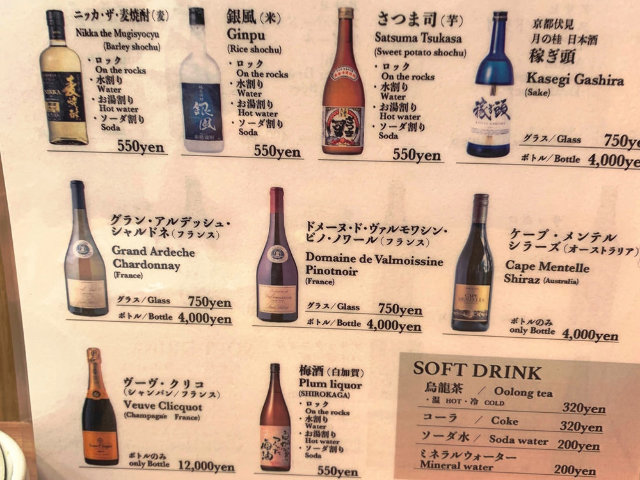 ニッカ・ザ・麦焼酎(麦)
Nikka the Mugisyocyu
(Barley shochu)
・ロック
On the rocks
・水割り
Water
・お湯割り
Hot water
・ソーダ割り
Soda
550yen
銀風(米)
Ginpu
(Rice shochu)
・ロック
On the rocks
・水割り
Water
・お湯割り
Hot water
・ソーダ割り
Soda
550yen
さつま司(芋)
Satsuma Tsukasa
(Sweet potato shochu)
・ロック
On the rocks
・水割り
Water
・お湯割り
Hot water
・ソーダ割り
Soda
550yen
京都伏見
月の桂 日本酒
稼ぎ頭
Kasegi Gashira
(Sake)
グラス/Glass 750ye
ボトル/Bottle 4,000ye
グラン・アルデッシュ・
シャルドネ(フランス)
Grand Ardeche
Chardonnay
(France)
グラス/Glass 750yen
ボトル/Bottle 4,000yen
ドメーヌ・ド・ヴァルモワシン・
ピノ・ノワール(フランス)
Domaine de Valmoissine
Pinotnoir
(France)
グラス/Glass 750yen
ボトル/Bottle 4,000yen
ケープ・メンテル
シラーズ(オーストラリア)
Cape Mentelle
Shiraz (Australia)
ボトルのみ
only Bottle 4,000yen
ヴーヴ・クリコ
(シャンパン/フランス)
Veuve Clicquot
(Champagne France)
ボトルのみ
only Bottle 12,000yen
梅酒(白加賀)
Plum liquor
(SHIROKAGA)
・ロック
On the rocks
・水割り
Water
・お湯割り
Hot water
・ソーダ割り
Soda
550yen
SOFT DRINK
烏龍茶 / Oolong tea
・温 HOT・冷 COLD 320yen
コーラ / Coke 320yen
ソーダ水 / Soda water 200yen
ミネラルウォーター
Mineral water 200yen